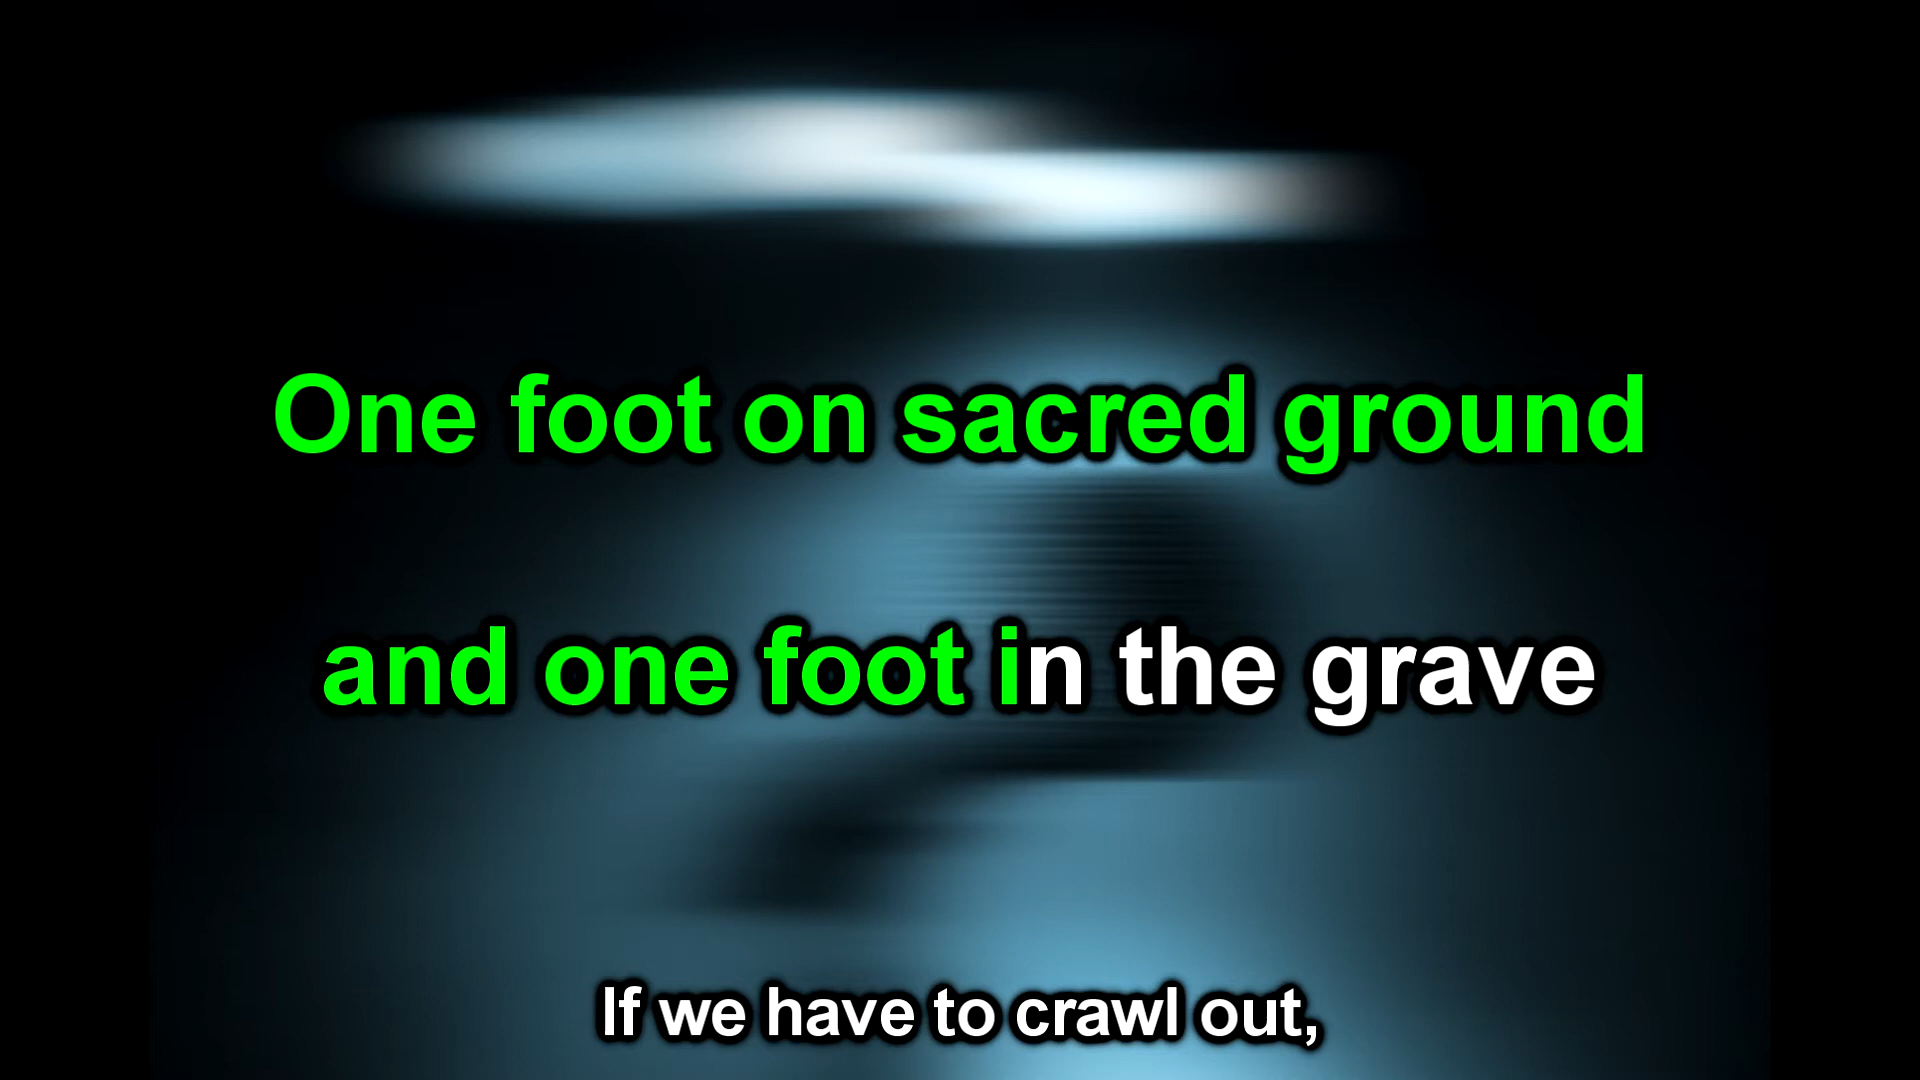 One foot on sacred ground
and one foot in the grave
If we have to crawl out,